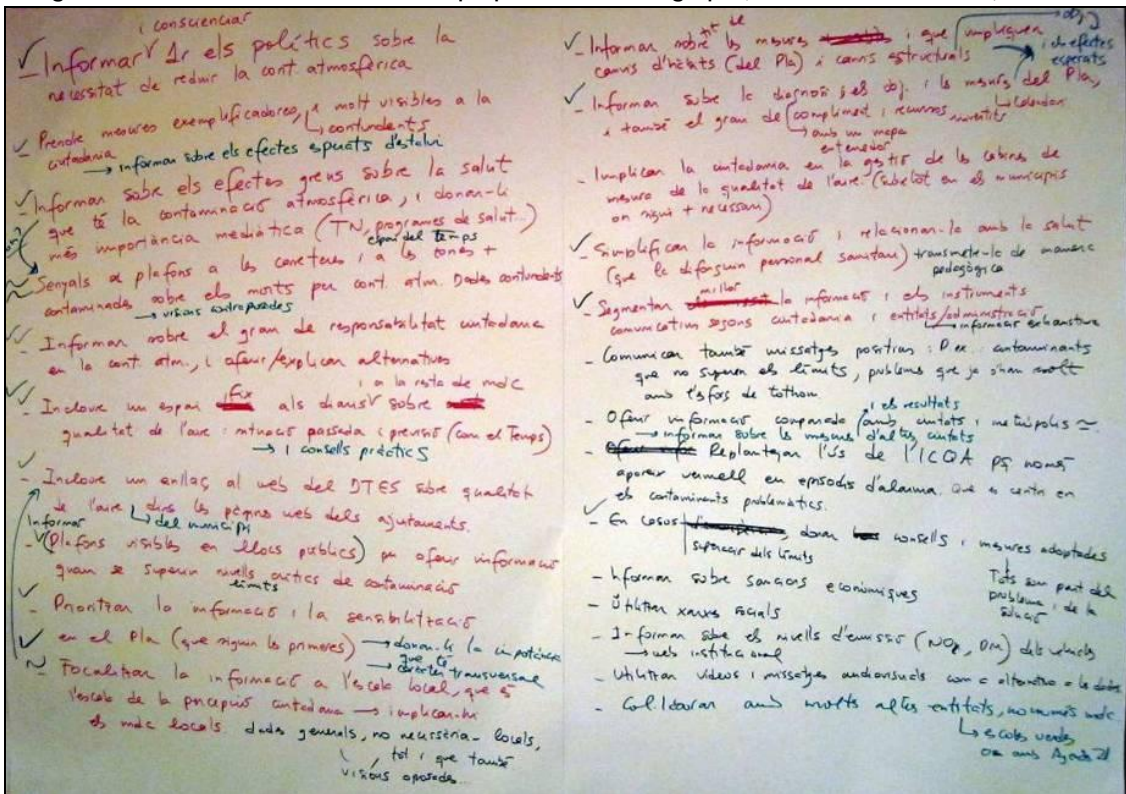 i conscienciar
Informar 1r els polítics sobre la
necessitat de reduir la cont. atmosfèrica
- Prendre mesures exemplificadores, i molt visibles a la
contundents
ciutadania
→ informar sobre els efectes esperats d'estalvi
- Informar sobre els efectes greus sobre la salut
que té la contaminació atmosfèrica, i donar-li
més importància mediàtica (TN, programes de salut...)
espai del temps
- Senyals o plafons a les carreteres i a les zones +
contaminades sobre els morts per cont. atm. Dades contundents
→ visions contraposades
- Informar sobre el grau de responsabilitat ciutadana
en la cont. atm., i oferir/explicar alternatives
i a la resta de mdc
- Incloure un espai fix als diaris sobre
qualitat de l'aire: situació passada i previsió (com el Temps)
→ i consells pràctics
- Incloure un enllaç al web del DTES sobre qualitat
de l'aire dins les pàgines web dels ajuntaments.
del municipi
Informar
- (Plafons visibles en llocs públics) per oferir informació
quan se superin nivells crítics de contaminació
límits
- Prioritzar la informació i la sensibilització
en el Pla (que siguin les primeres) → donar-li la importància
que té
→ caràcter transversal
- Focalitzar la informació a l'escala local, que és
l'escala de la percepció ciutadana → implicar-hi
els mdc locals. dades generals, no necessària- locals,
tot i que també
visions oposades...
obj
- Informar sobre les mesures i que impliquen
i els efectes
esperats
canvis d'hàbits (del Pla) i canvis estructurals
- Informar sobre la diagnosi i els obj. i les mesures del Pla,
calendari
i també el grau de compliment i recursos invertits
→ amb un mapa
entenedor
- Implicar la ciutadania en la gestió de les cabines de
mesura de la qualitat de l'aire. (sobretot en els municipis
on sigui + necessari)
- Simplificar la informació i relacionar-la amb la salut
(que la difonguin personal sanitari) transmetre-la de manera
pedagògica
millor
- Segmentar la informació i els instruments
comunicatius segons ciutadania i entitats/administració
→ informació exhaustiva
- Comunicar també missatges positius: P. ex. contaminants
que no superen els límits, problemes que ja s'han resolt
amb l'esforç de tothom
i els resultats
- Oferir informació comparada (amb ciutats i metròpolis ≈
→ informar sobre les mesures d'altres ciutats
- Replantejar l'ús de l'ICQA pq només
apareix vermell en episodis d'alarma. Que es centri en
els contaminants problemàtics.
- En casos , donar consells i mesures adoptades
superació dels límits
Tots som part del
problema i de la
solució
- Informar sobre sancions econòmiques
- Utilitzar xarxes socials
- Informar sobre els nivells d'emissió (NOx, PM) dels vehicles
→ web institucional
- Utilitzar vídeos i missatges audiovisuals com a alternativa a les dades
- Col·laborar amb molts altres entitats, no només mdc
escoles verdes
o amb Agenda 21